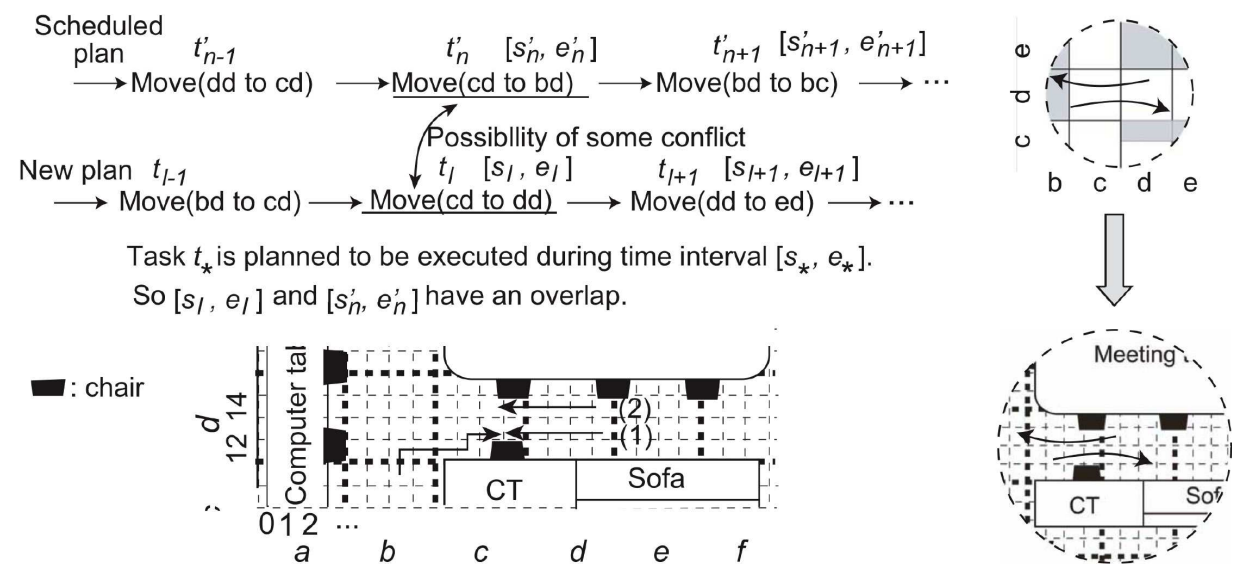 Scheduled
plan
t'n-1
t'n [s'n, e'n]
t'n+1 [s'n+1, e'n+1]
Move(dd to cd)
Move(cd to bd)
Move(bd to bc)
...
Possibllity of some conflict
New plan
tl-1
tl [sl, el]
tl+1 [sl+1, el+1]
Move(bd to cd)
Move(cd to dd)
Move(dd to ed)
...
Task t* is planned to be executed during time interval [s*, e*].
So [sl, el] and [s'n, e'n] have an overlap.
e
d
c
b c d e
: chair
d
12 14
Computer tal
(2)
(1)
CT
Sofa
0 1 2 ...
a b c d e f
Meeting
CT
Sof